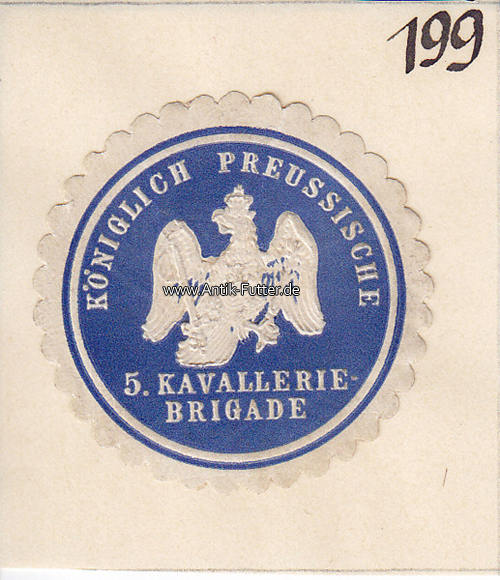 199
KÖNIGLICH PREUSSISCHE
www.Antik-Futter.de
5. KAVALLERIE-
BRIGADE